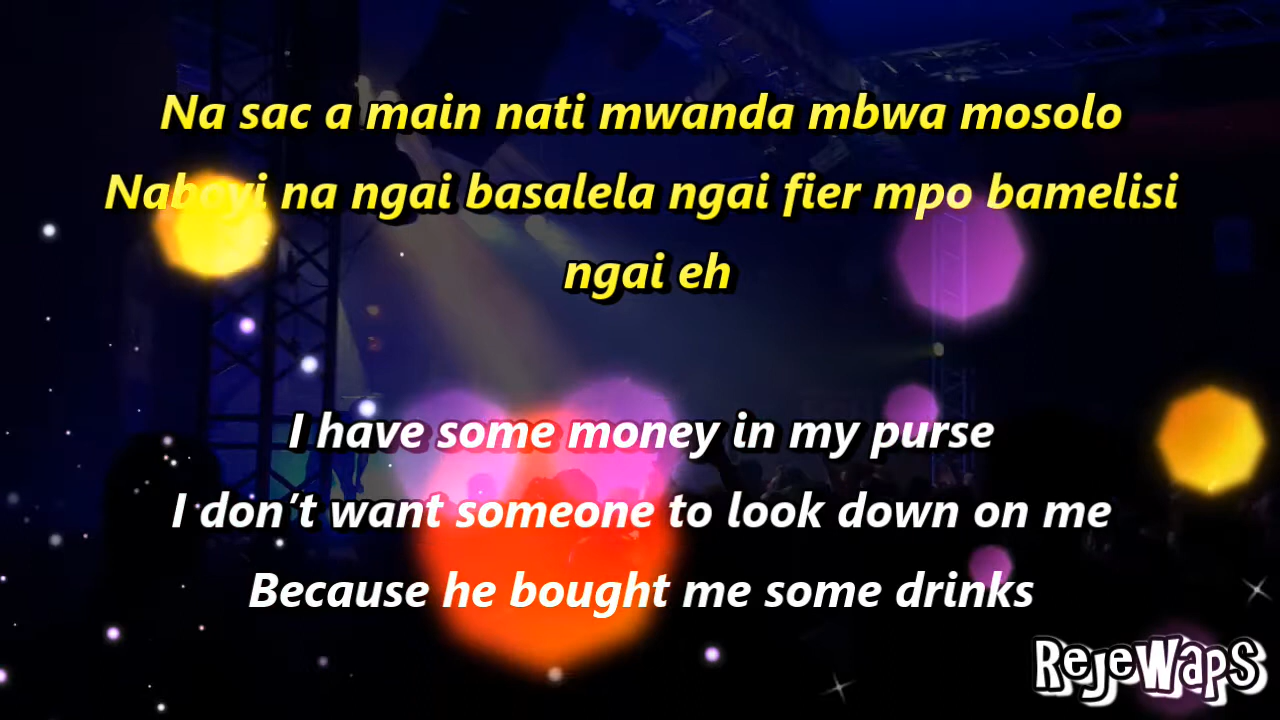 Na sac a main nati mwanda mbwa mosolo
Naboyi na ngai basalela ngai fier mpo bamelisi
ngai eh
I have some money in my purse
I don't want someone to look down on me
Because he bought me some drinks
RejeWapS